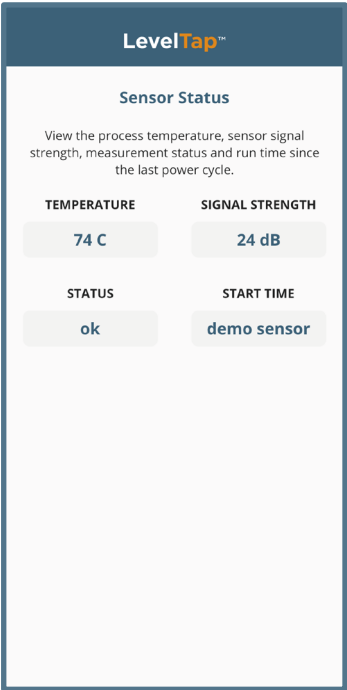 LevelTap™
Sensor Status
View the process temperature, sensor signal
strength, measurement status and run time since
the last power cycle.
TEMPERATURE
SIGNAL STRENGTH
74 C
24 dB
STATUS
START TIME
ok
demo sensor